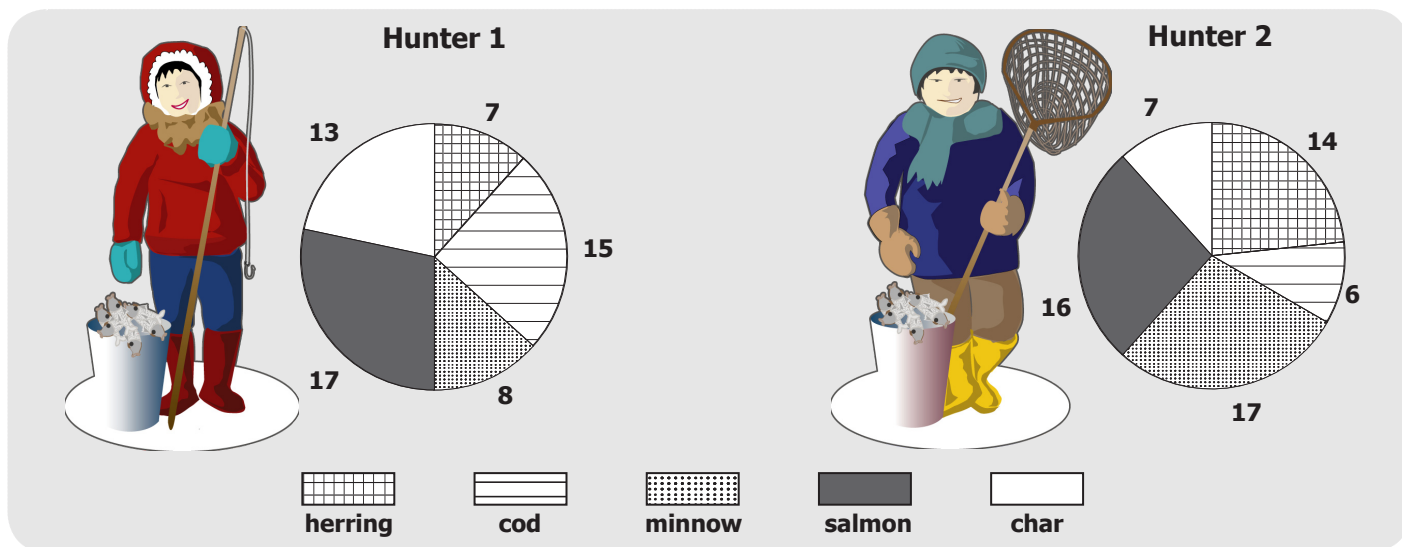 Hunter 1
7
13
15
17
8
Hunter 2
7
14
6
16
17
herring
cod
minnow
salmon
char